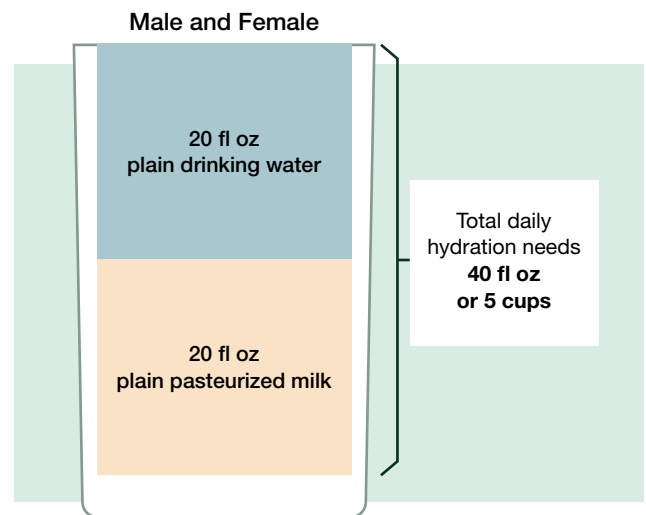 Male and Female
20 fl oz
plain drinking water
Total daily
hydration needs
40 fl oz
or 5 cups
20 fl oz
plain pasteurized milk